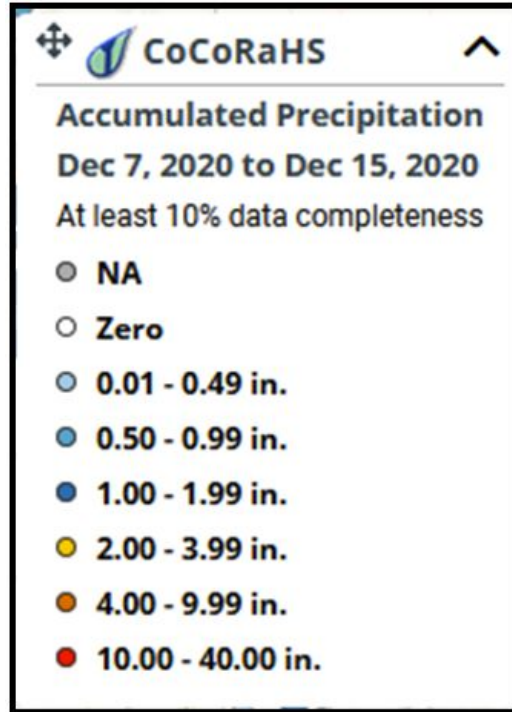 CoCoRaHS
Accumulated Precipitation
Dec 7, 2020 to Dec 15, 2020
At least 10% data completeness
NA
Zero
0.01 - 0.49 in.
0.50 - 0.99 in.
1.00 - 1.99 in.
2.00 - 3.99 in.
4.00 - 9.99 in.
10.00 - 40.00 in.